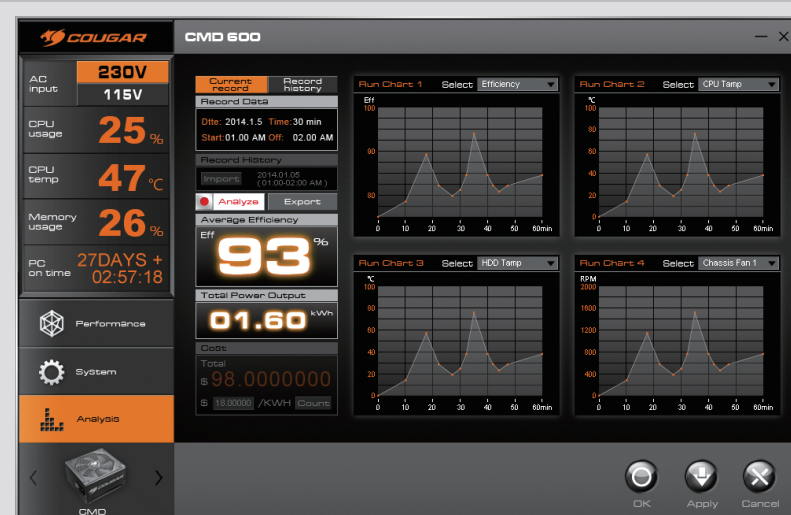 COUGAR
CMD 600
AC input
230V
115V
CPU usage
25 %
CPU temp
47 °C
Memory usage
26 %
PC on time
27DAYS +
02:57:18
Performance
System
Analysis
CMD
Current record
Record history
Record Data
Dtte: 2014.1.5 Time:30 min
Start:01.00 AM Off: 02.00 AM
Record History
Import
2014.01.05
( 01:00-02:00 AM )
Analyze
Export
Average Efficiency
Eff
93 %
Total Power Output
01.60 kWh
Cost
Total
$ 98.0000000
$ 18.00000 /KWH Count
Run Chart 1 Select Efficiency
Eff
100
90
80
0 10 20 30 40 50 60min
Run Chart 2 Select CPU Tamp
°C
100
80
60
40
20
0
0 10 20 30 40 50 60min
Run Chart 3 Select HDD Tamp
°C
100
80
60
40
20
0
0 10 20 30 40 50 60min
Run Chart 4 Select Chassis Fan 1
RPM
2000
1600
1200
800
400
0
0 10 20 30 40 50 60min
OK
Apply
Cancel